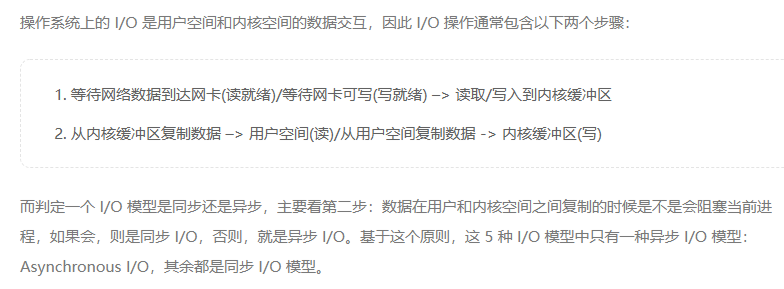 操作系统上的 I/O 是用户空间和内核空间的数据交互，因此 I/O 操作通常包含以下两个步骤：
1. 等待网络数据到达网卡(读就绪)/等待网卡可写(写就绪) –> 读取/写入到内核缓冲区
2. 从内核缓冲区复制数据 –> 用户空间(读)/从用户空间复制数据 -> 内核缓冲区(写)
而判定一个 I/O 模型是同步还是异步，主要看第二步：数据在用户和内核空间之间复制的时候是不是会阻塞当前进
程，如果会，则是同步 I/O，否则，就是异步 I/O。基于这个原则，这 5 种 I/O 模型中只有一种异步 I/O 模型：
Asynchronous I/O，其余都是同步 I/O 模型。